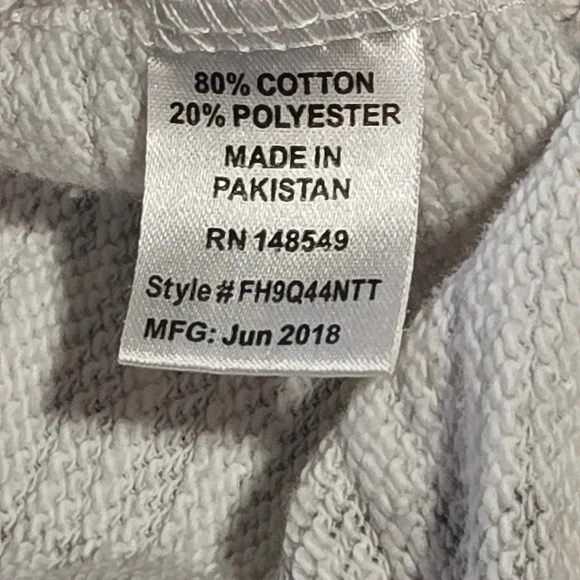 80% COTTON
20% POLYESTER
MADE IN
PAKISTAN
RN 148549
Style# FH9Q44NTT
MFG: Jun 2018